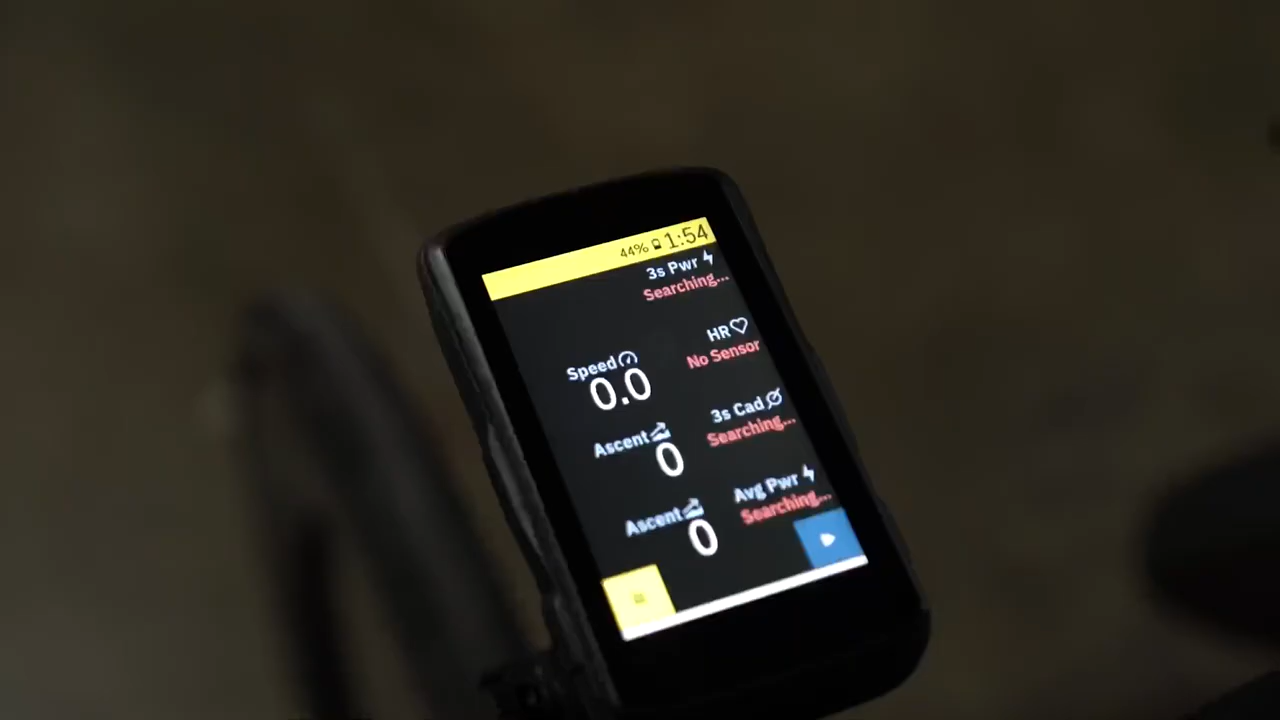 44% 1:54
3s Pwr
Searching...
HR
No Sensor
Speed
0.0
3s Cad
Searching...
Ascent
0
Avg Pwr
Searching...
Ascent
0